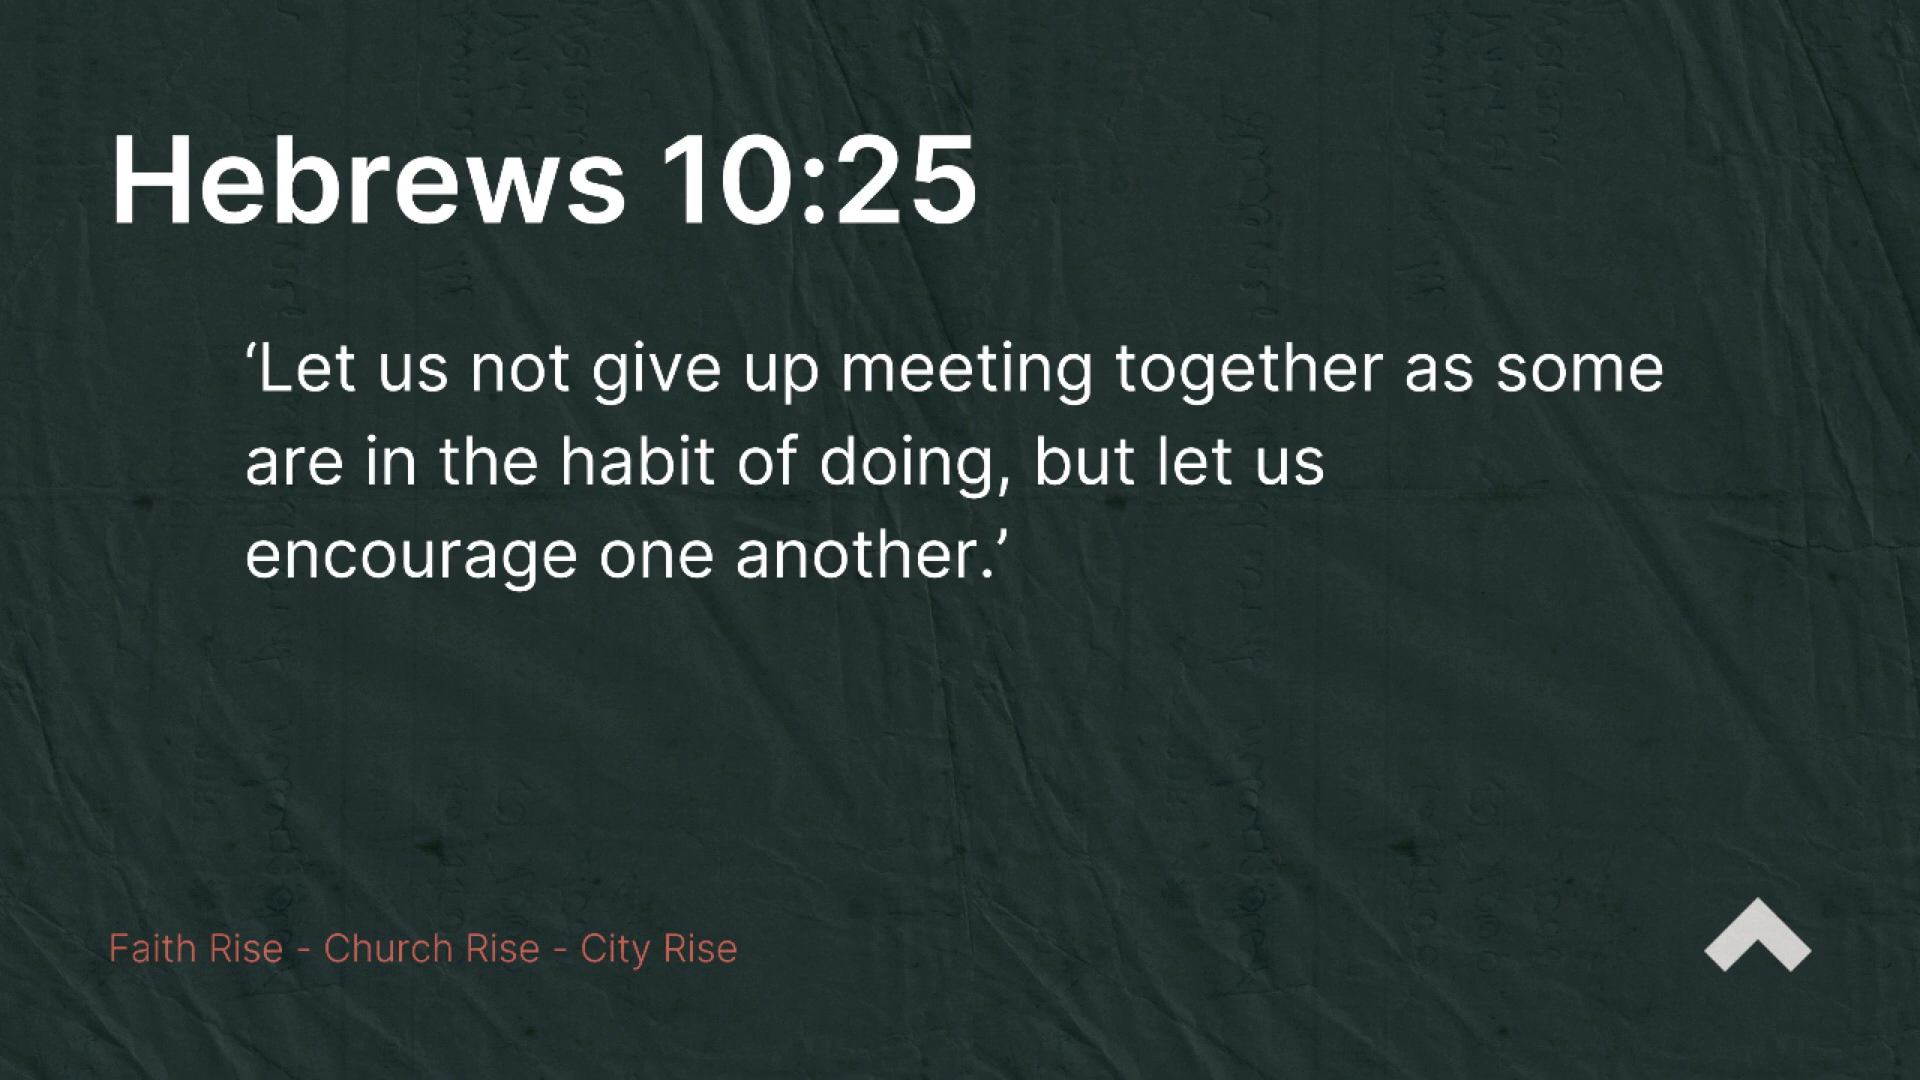 Hebrews 10:25
‘Let us not give up meeting together as some
are in the habit of doing, but let us
encourage one another.’
Faith Rise - Church Rise - City Rise